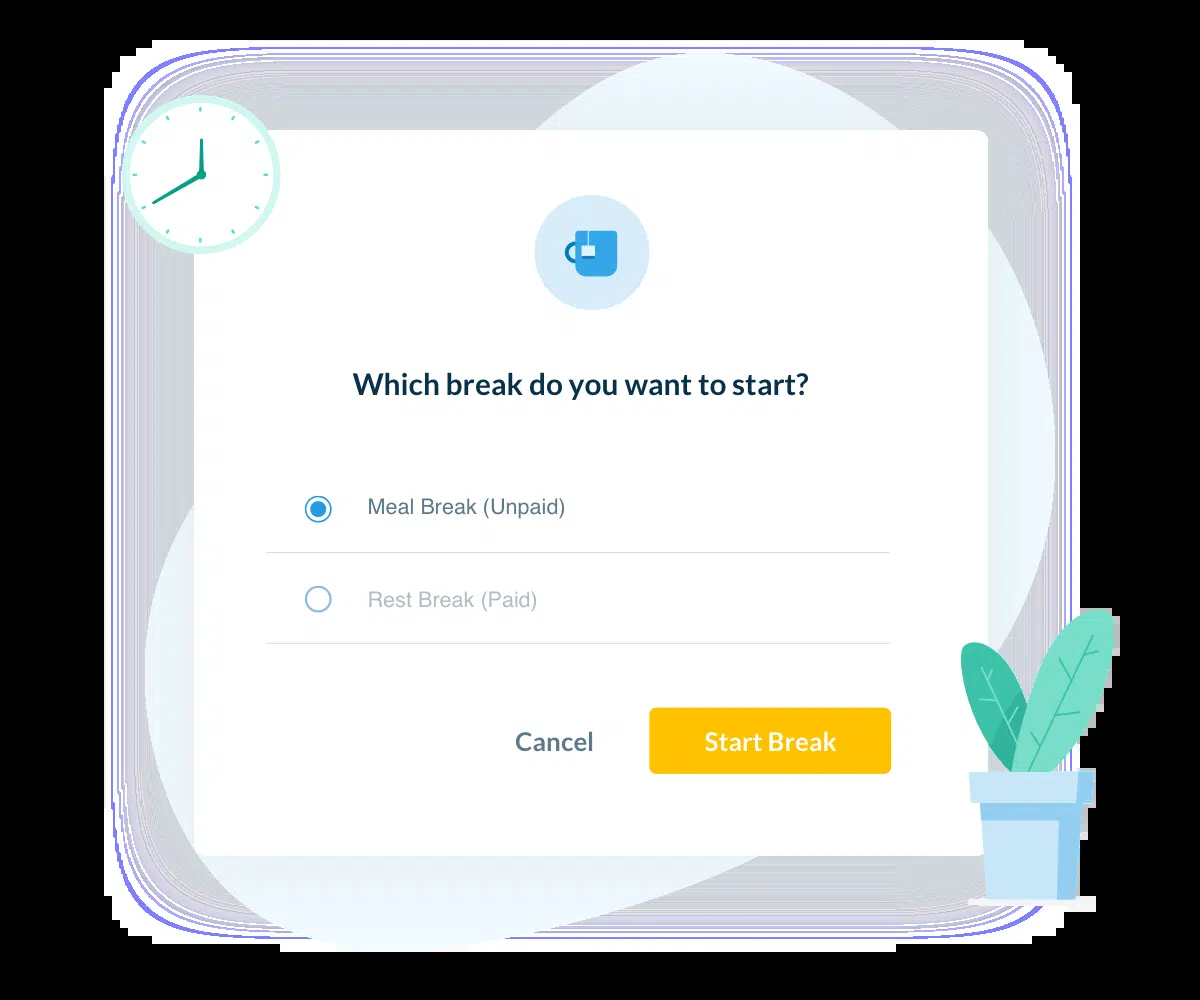 Which break do you want to start?
Meal Break (Unpaid)
Rest Break (Paid)
Cancel
Start Break